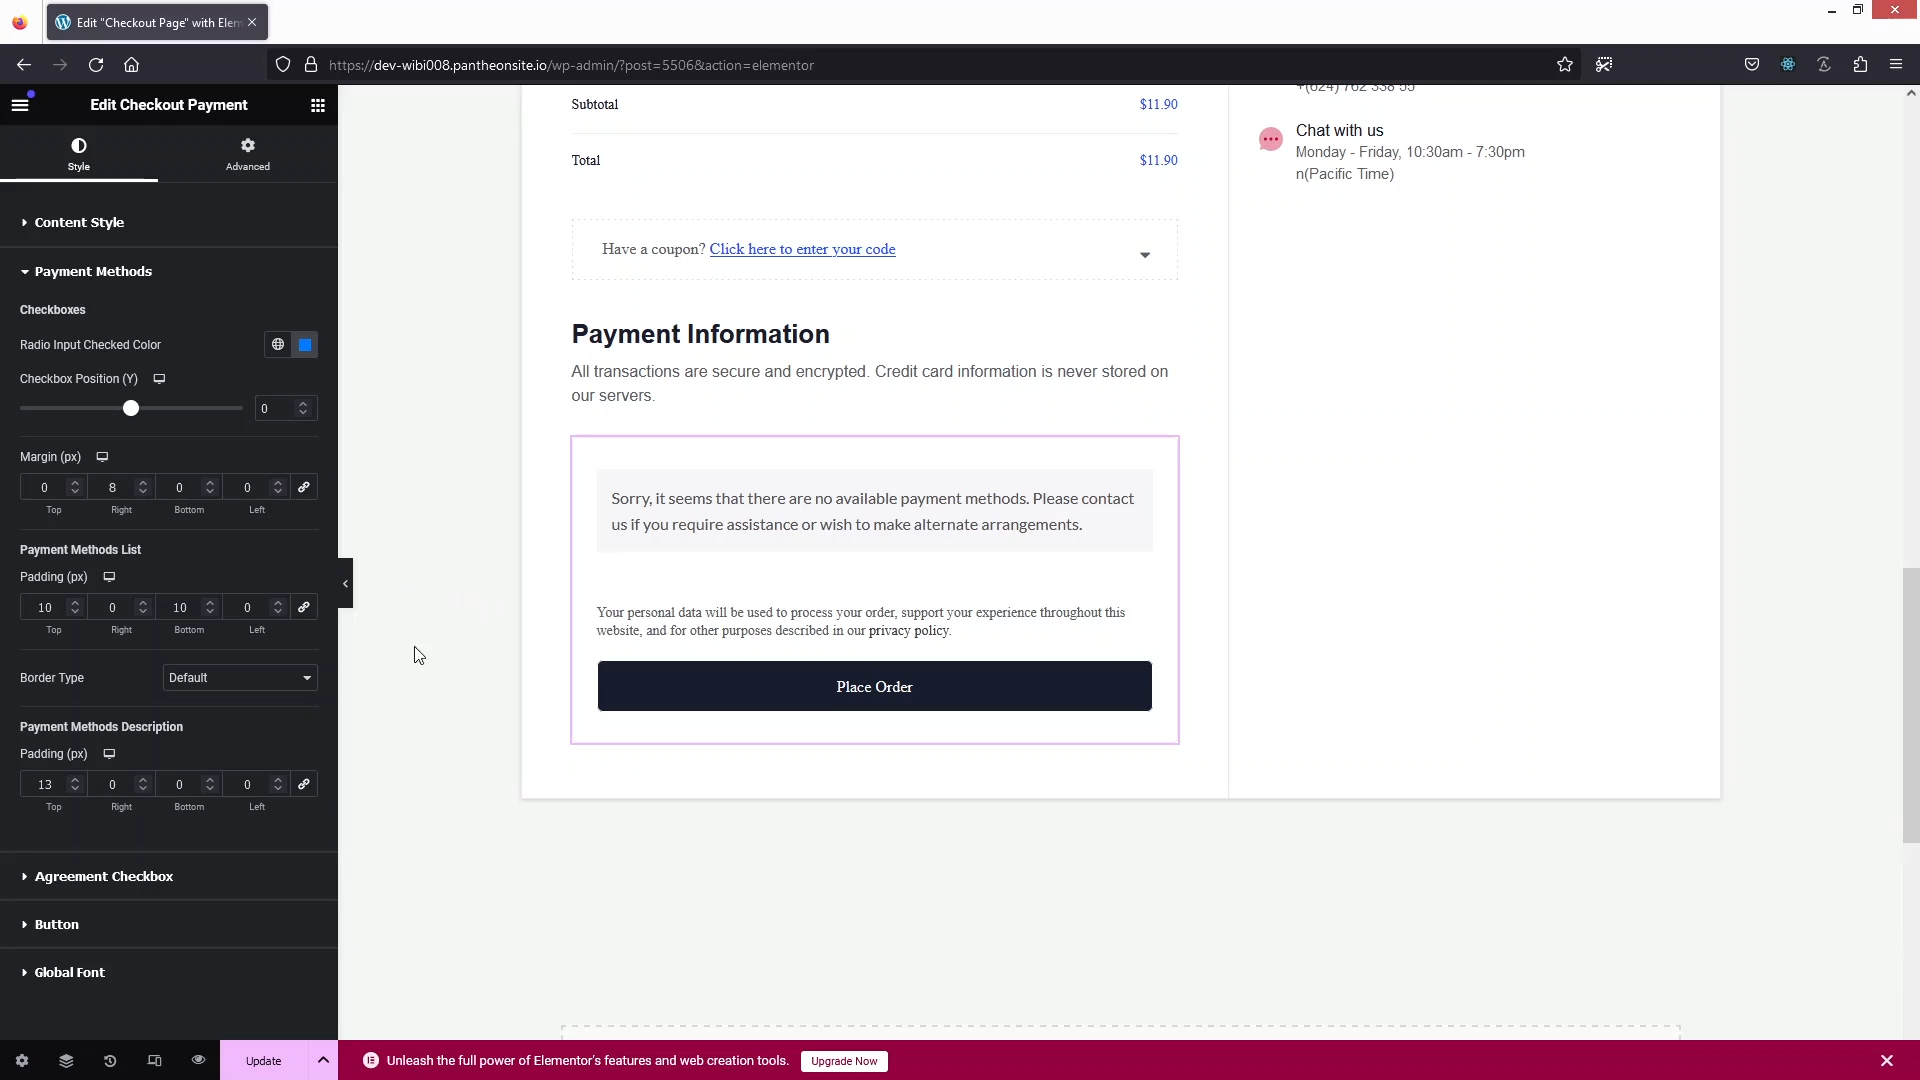 Edit "Checkout Page" with Elem
https://dev-wibi008.pantheonsite.io/wp-admin/?post=5506&action=elementor
Edit Checkout Payment
Style
Advanced
Content Style
Payment Methods
Checkboxes
Radio Input Checked Color
Checkbox Position (Y)
0
Margin (px)
0 8 0 0
Top Right Bottom Left
Payment Methods List
Padding (px)
10 0 10 0
Top Right Bottom Left
Border Type Default
Payment Methods Description
Padding (px)
13 0 0 0
Top Right Bottom Left
Agreement Checkbox
Button
Global Font
Update
+(624) 762 338 55
Subtotal $11.90
Total $11.90
Chat with us
Monday - Friday, 10:30am - 7:30pm
n(Pacific Time)
Have a coupon? Click here to enter your code
Payment Information
All transactions are secure and encrypted. Credit card information is never stored on
our servers.
Sorry, it seems that there are no available payment methods. Please contact
us if you require assistance or wish to make alternate arrangements.
Your personal data will be used to process your order, support your experience throughout this
website, and for other purposes described in our privacy policy.
Place Order
Unleash the full power of Elementor's features and web creation tools.
Upgrade Now